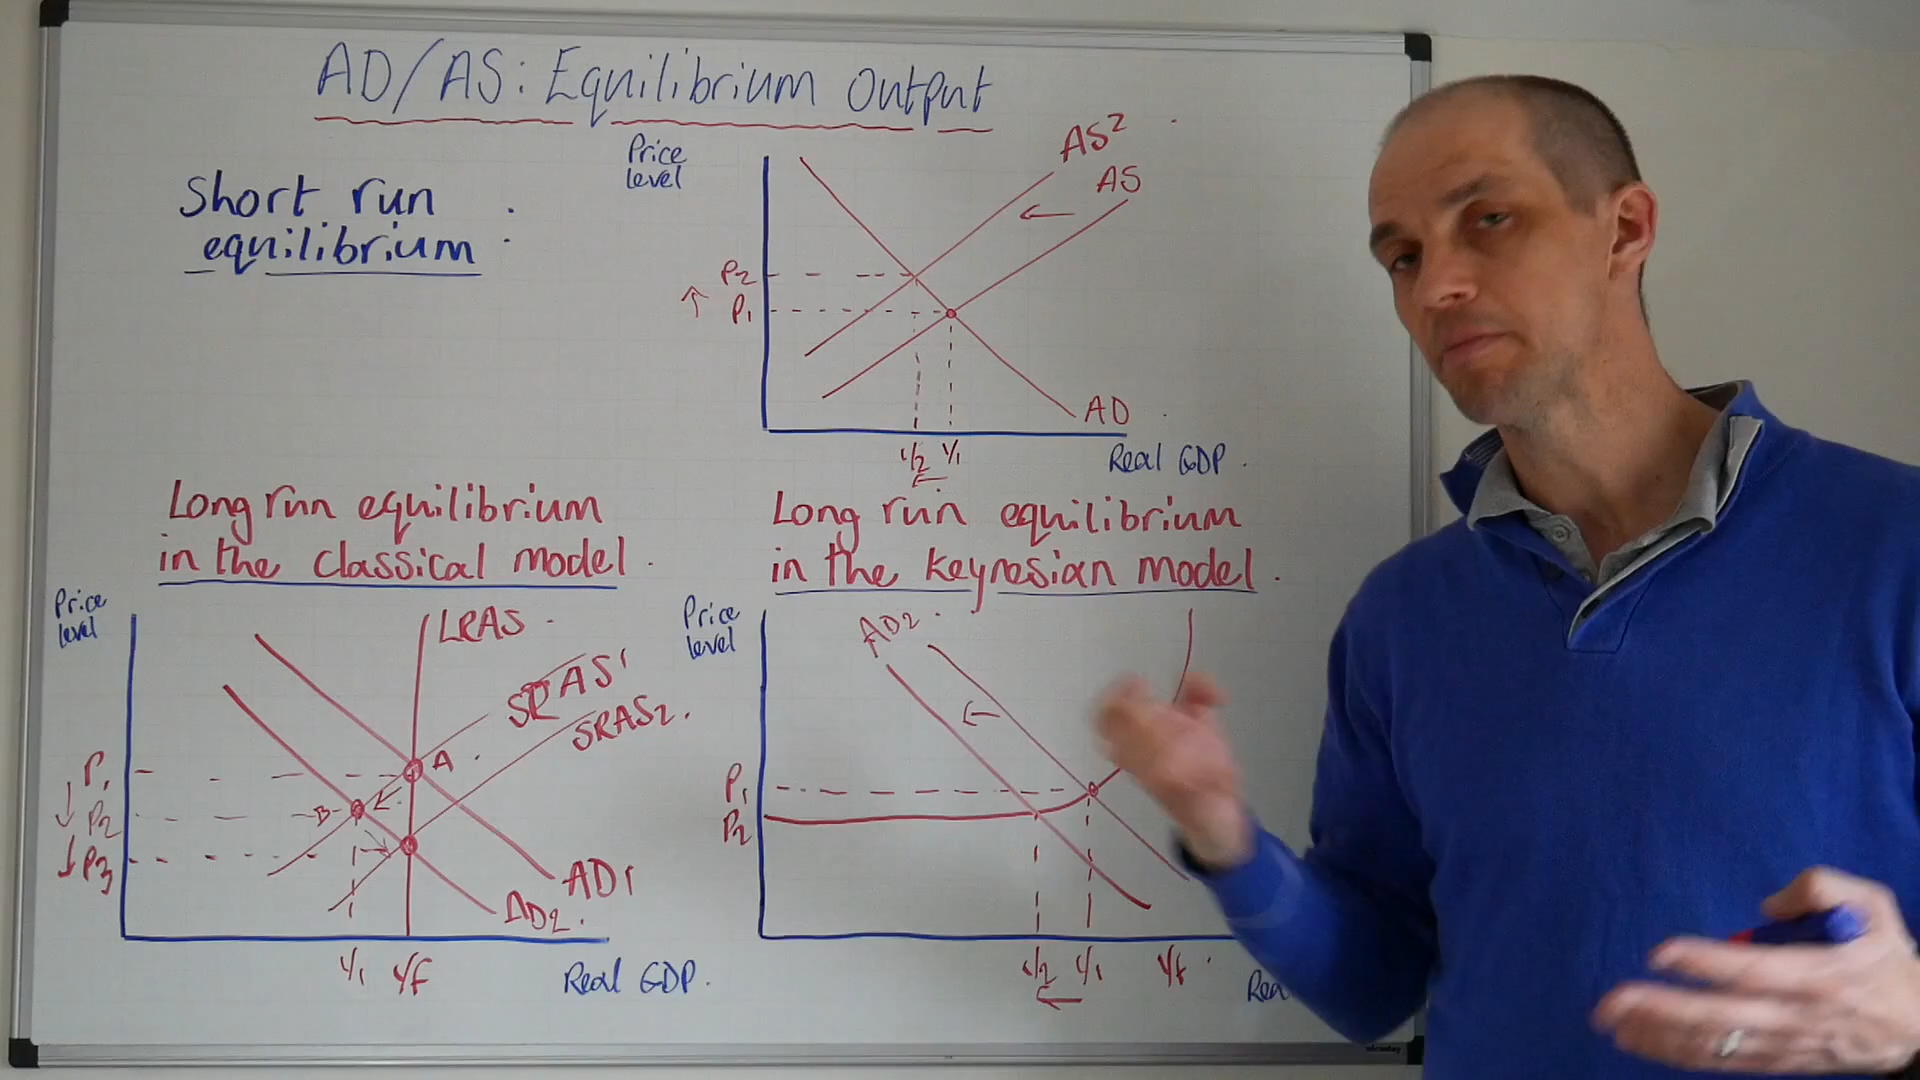 AD/AS: Equilibrium Output
Short run
equilibrium
Price
level
AS2
AS
P2
P1
AD
Y2 Y1
Real GDP
Long run equilibrium
in the classical model
Price
level
LRAS
SRAS1
SRAS2
A
P1
B
P2
P3
AD1
AD2
Y1 Yf
Real GDP
Long run equilibrium
in the Keynesian model
Price
level
AD2
P1
P2
Y2 Y1 Yf